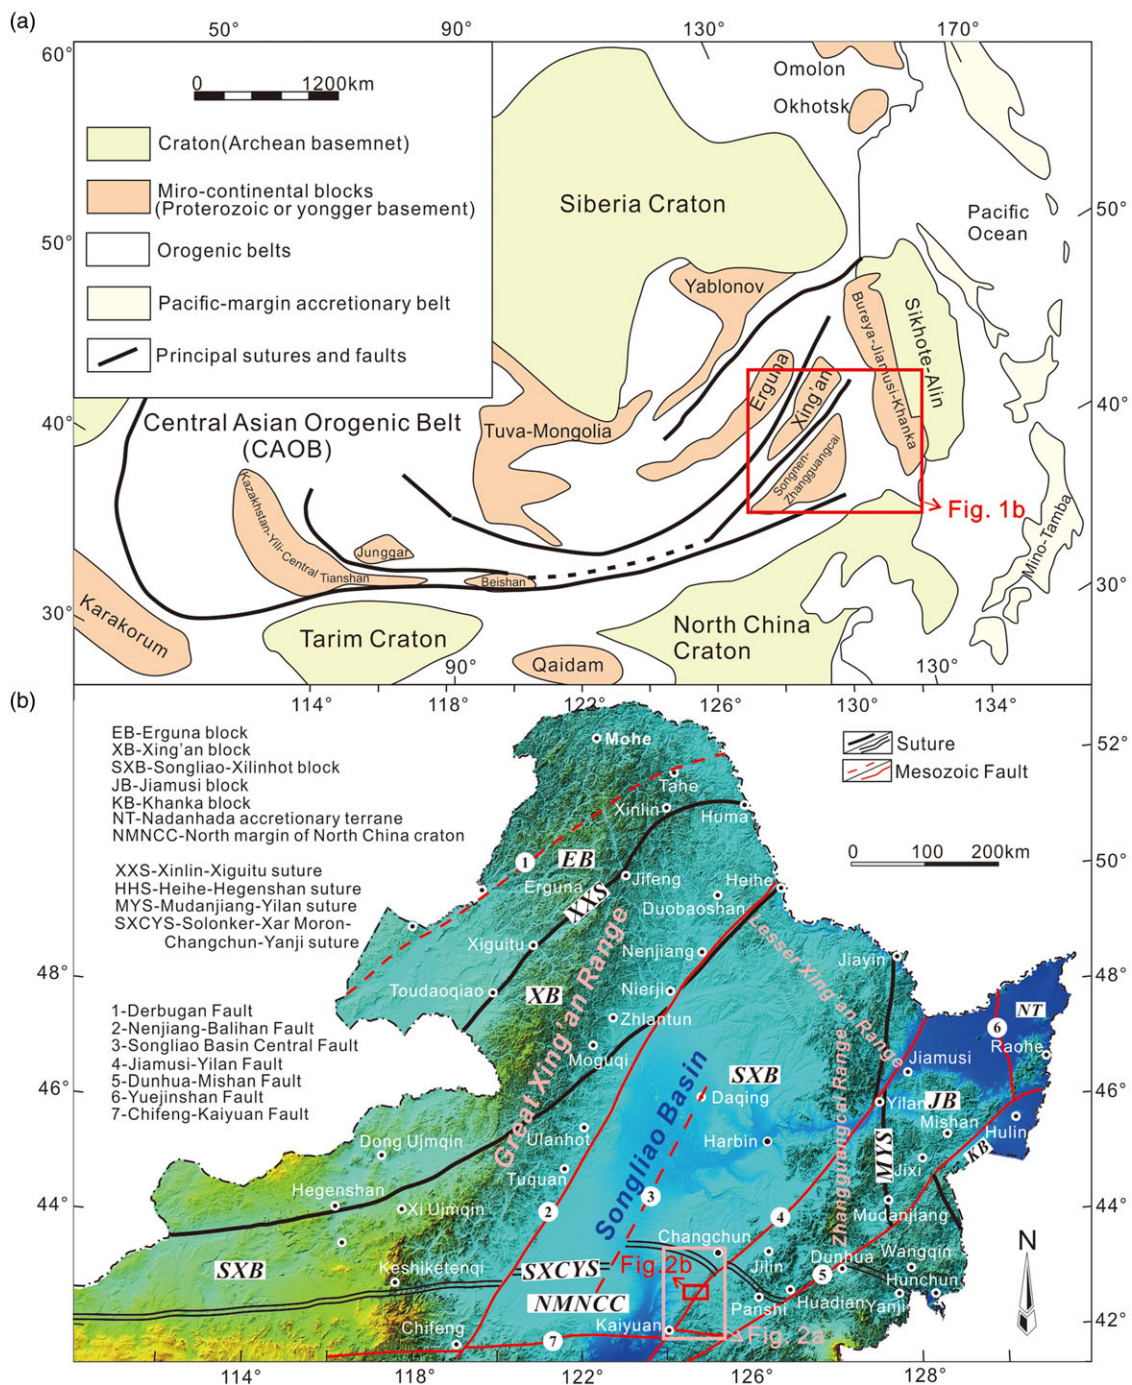 (a)
50°
90°
130°
170°
60°
50°
40°
30°
50°
40°
30°
0 1200km
Craton(Archean basemnet)
Miro-continental blocks
(Proterozoic or yongger basement)
Orogenic belts
Pacific-margin accretionary belt
Principal sutures and faults
Omolon
Okhotsk
Siberia Craton
Pacific
Ocean
Yablonov
Bureya-Jiamusi-Khanka
Sikhote-Alin
Erguna
Xing'an
Songnen-
Zhangguangcai
Tuva-Mongolia
Central Asian Orogenic Belt
(CAOB)
Kazakhstan-Yili-Central Tianshan
Junggar
Beishan
Fig. 1b
Mino-Tamba
Karakorum
Tarim Craton
90°
Qaidam
North China
Craton
130°
(b)
114°
118°
122°
126°
130°
134°
EB-Erguna block
XB-Xing'an block
SXB-Songliao-Xilinhot block
JB-Jiamusi block
KB-Khanka block
NT-Nadanhada accretionary terrane
NMNCC-North margin of North China craton
XXS-Xinlin-Xiguitu suture
HHS-Heihe-Hegenshan suture
MYS-Mudanjiang-Yilan suture
SXCYS-Solonker-Xar Moron-
Changchun-Yanji suture
1-Derbugan Fault
2-Nenjiang-Balihan Fault
3-Songliao Basin Central Fault
4-Jiamusi-Yilan Fault
5-Dunhua-Mishan Fault
6-Yuejinshan Fault
7-Chifeng-Kaiyuan Fault
Suture
Mesozoic Fault
0 100 200km
52°
50°
48°
46°
44°
42°
48°
46°
44°
Mohe
Tahe
Xinlin
Huma
1
EB
Erguna
Jifeng
XXS
Heihe
Duobaoshan
Xiguitu
Nenjiang
Lesser Xing'an Range
Jiayin
Toudaoqiao
XB
Nierji
Zhlantun
Great Xing'an Range
Moguqi
NT
6
Raohe
Jiamusi
SXB
Daqing
Songliao Basin
Zhangguangcai Range
Yilan
JB
Mishan
Hulin
KB
Ulanhot
Harbin
MYS
Jixi
Dong Ujmqin
Tuquan
Hegenshan
Xi Ujmqin
2
3
4
Mudanjiang
Changchun
Dunhua
Wangqin
SXB
Keshiketenqi
SXCYS
Fig. 2b
Jilin
5
Hunchun
N
NMNCC
Panshi
Huadian
Yanji
Chifeng
7
Kaiyuan
Fig. 2a
114°
118°
122°
126°
128°